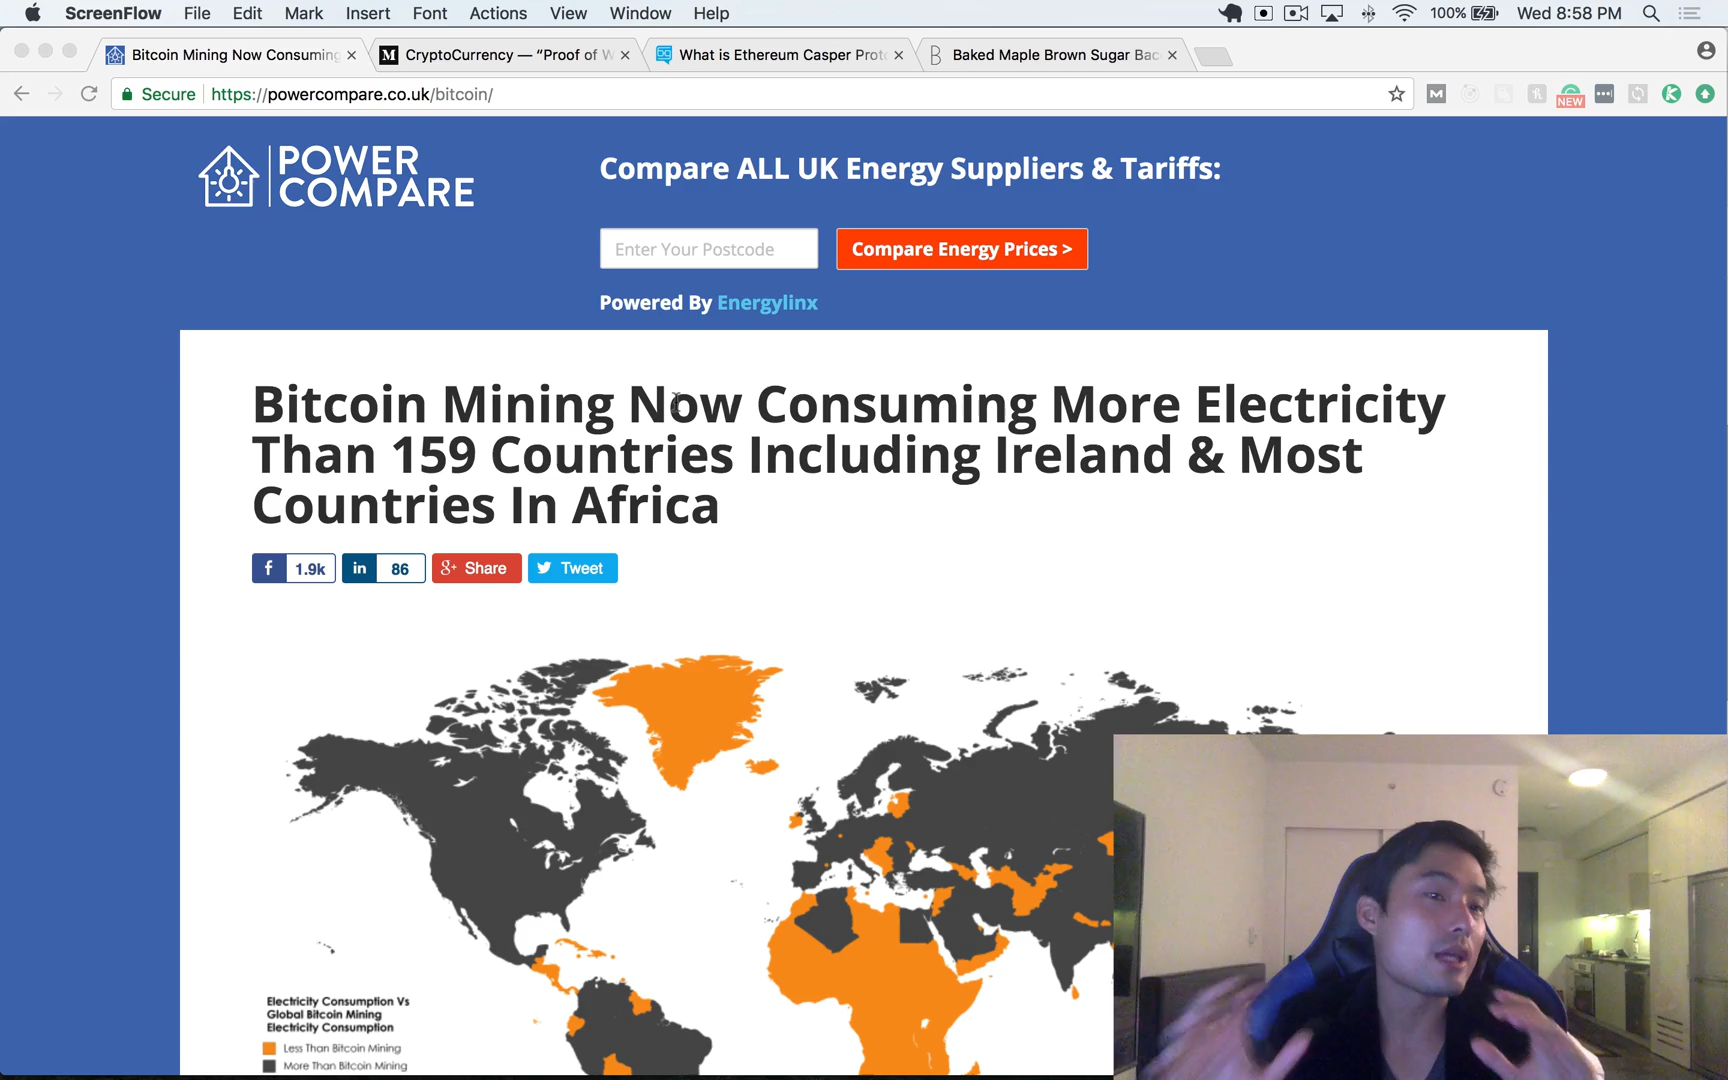 ScreenFlow File Edit Mark Insert Font Actions View Window Help 100% Wed 8:58 PM
Bitcoin Mining Now Consuming CryptoCurrency — “Proof of W What is Ethereum Casper Proto Baked Maple Brown Sugar Bac
Secure https://powercompare.co.uk/bitcoin/
NEW
POWER
COMPARE
Compare ALL UK Energy Suppliers & Tariffs:
Enter Your Postcode Compare Energy Prices >
Powered By Energylinx
Bitcoin Mining Now Consuming More Electricity
Than 159 Countries Including Ireland & Most
Countries In Africa
f 1.9k in 86 8+ Share Tweet
Electricity Consumption Vs
Global Bitcoin Mining
Electricity Consumption
Less Than Bitcoin Mining
More Than Bitcoin Mining